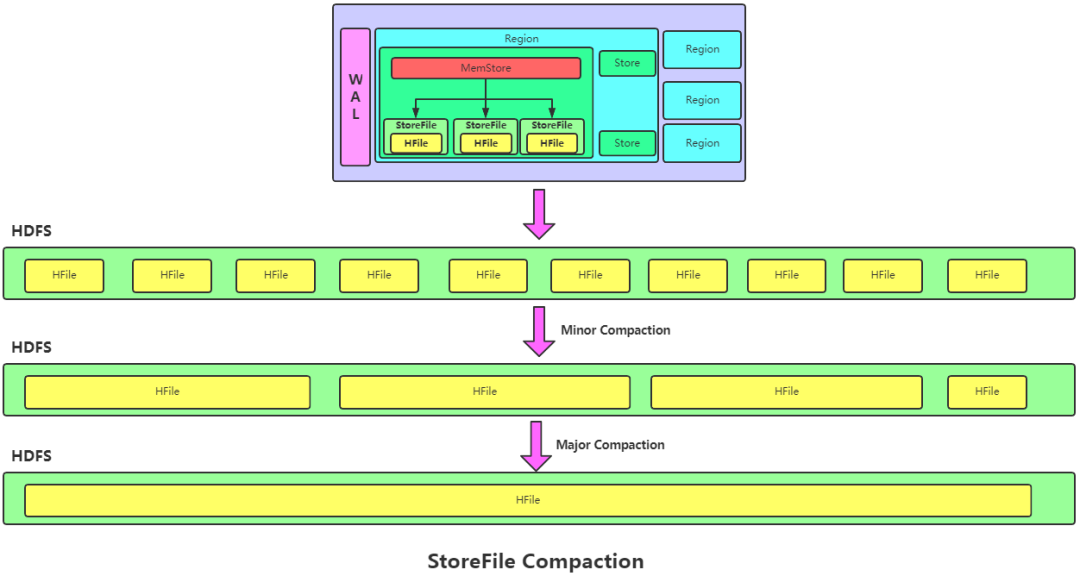 Region
W
A
L
MemStore
StoreFile
HFile
StoreFile
HFile
StoreFile
HFile
Store
Store
Region
Region
Region
HDFS
HFile HFile HFile HFile HFile HFile HFile HFile HFile HFile
Minor Compaction
HDFS
HFile HFile HFile HFile
Major Compaction
HDFS
HFile
StoreFile Compaction